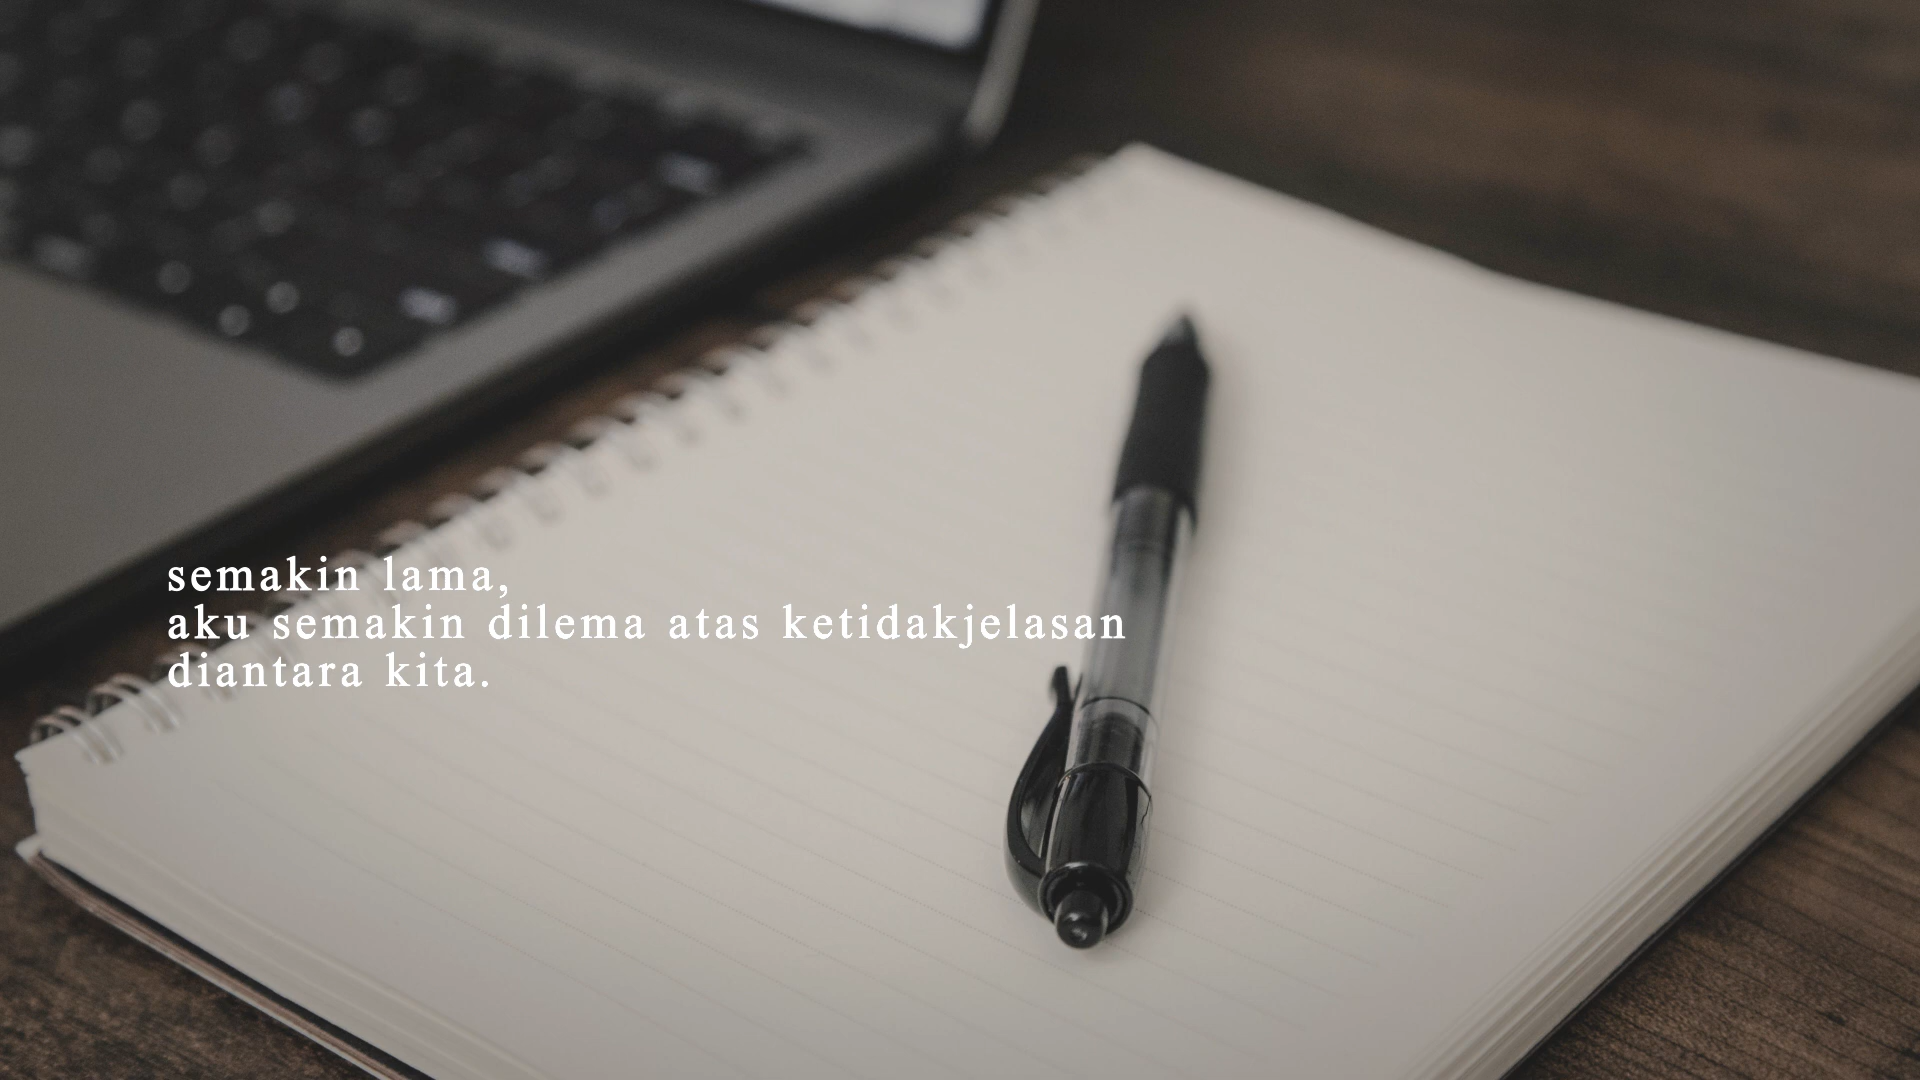 semakin lama,
aku semakin dilema atas ketidakjelasan
diantara kita.